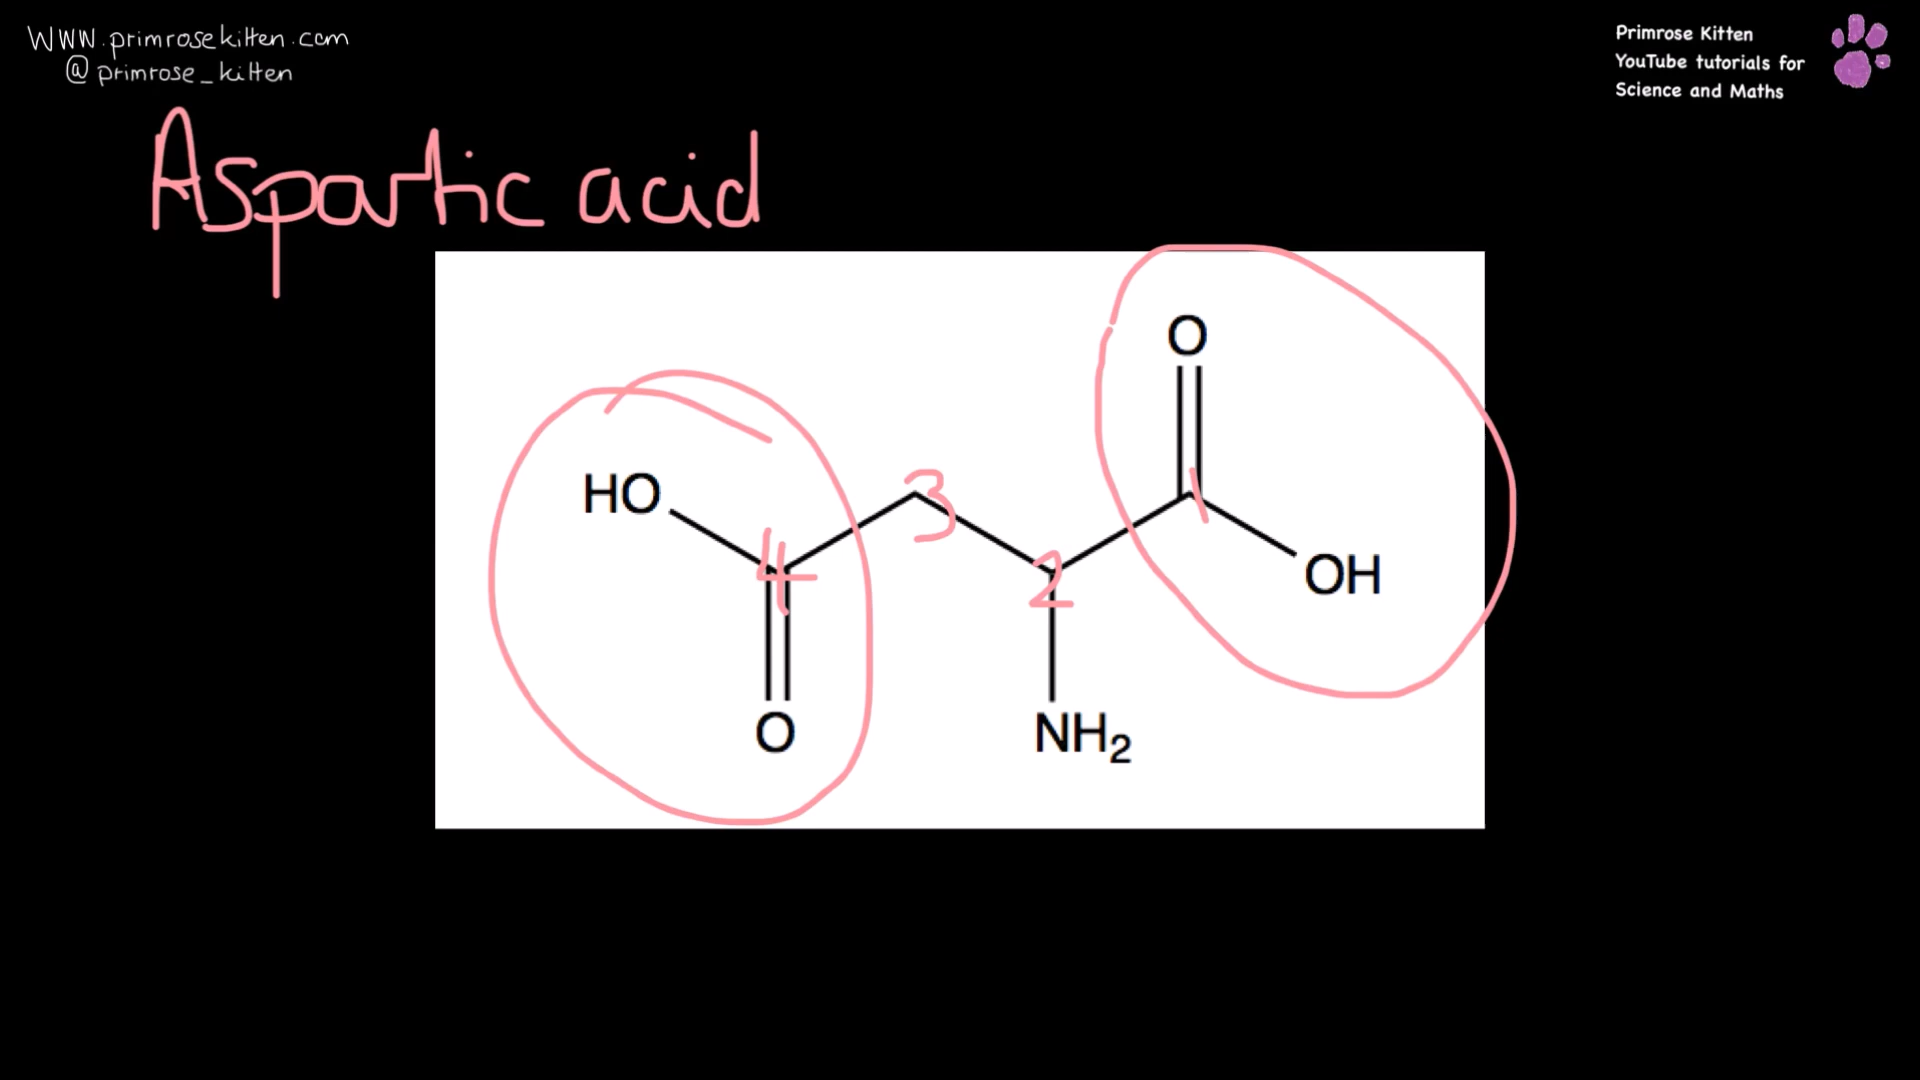 www.primrosekitten.com
@primrose_kitten
Primrose Kitten
YouTube tutorials for
Science and Maths
Aspartic acid
O
HO
3
1
4
2
OH
O
NH₂